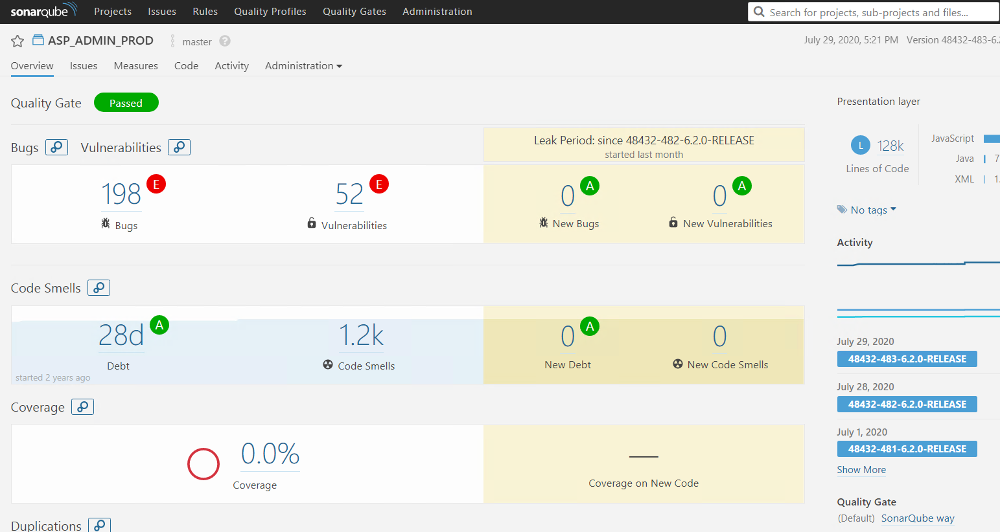 sonarqube Projects Issues Rules Quality Profiles Quality Gates Administration Search for projects, sub-projects and files...
ASP_ADMIN_PROD master ? July 29, 2020, 5:21 PM Version 48432-483-6.
Overview Issues Measures Code Activity Administration
Quality Gate Passed
Bugs Vulnerabilities
Leak Period: since 48432-482-6.2.0-RELEASE
started last month
198 E 52 E 0 A 0 A
Bugs Vulnerabilities New Bugs New Vulnerabilities
Code Smells
28d A 1.2k 0 A 0
Debt Code Smells New Debt New Code Smells
started 2 years ago
Coverage
0.0% —
Coverage Coverage on New Code
Duplications
Presentation layer
L 128k
Lines of Code
JavaScript
Java 7
XML 1.
No tags
Activity
July 29, 2020
48432-483-6.2.0-RELEASE
July 28, 2020
48432-482-6.2.0-RELEASE
July 1, 2020
48432-481-6.2.0-RELEASE
Show More
Quality Gate
(Default) SonarQube way